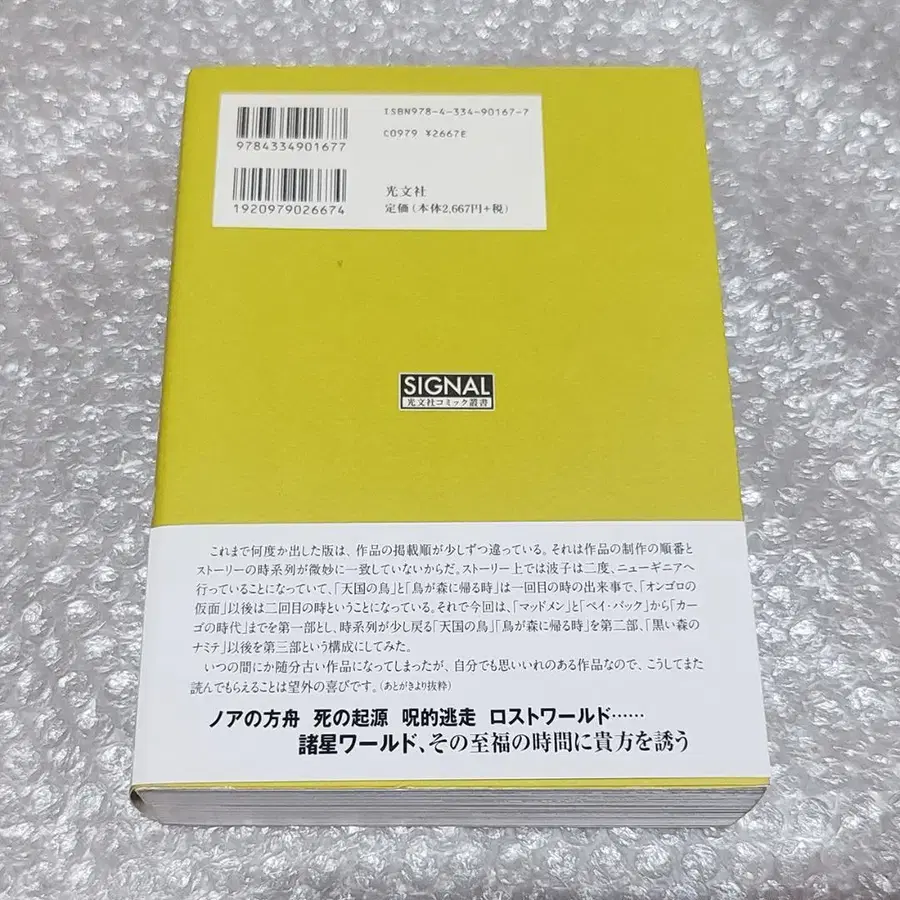 ISBN978-4-334-90167-7
C0979 ¥2667E
9784334901677
1920979026674
光文社
定価(本体2,667円+税)
SIGNAL
光文社コミック叢書
これまで何度か出した版は、作品の掲載順が少しずつ違っている。それは作品の制作の順番と
ストーリーの時系列が微妙に一致していないからだ。ストーリー上では波子は二度、ニューギニアへ
行っていることになっていて、「天国の鳥」と「鳥が森に帰る時」は一回目の時の出来事で、「オンゴロの
仮面」以後は二回目の時ということになっている。それで今回は、「マッドメン」と「ペイ・バック」から「カー
ゴの時代」までを第一部とし、時系列が少し戻る「天国の鳥」「鳥が森に帰る時」を第二部、「黒い森の
ナミテ」以後を第三部という構成にしてみた。
いつの間にか随分古い作品になってしまったが、自分でも思いいれのある作品なので、こうしてまた
読んでもらえることは望外の喜びです。(あとがきより抜粋)
ノアの方舟 死の起源 呪的逃走 ロストワールド……
諸星ワールド、その至福の時間に貴方を誘う